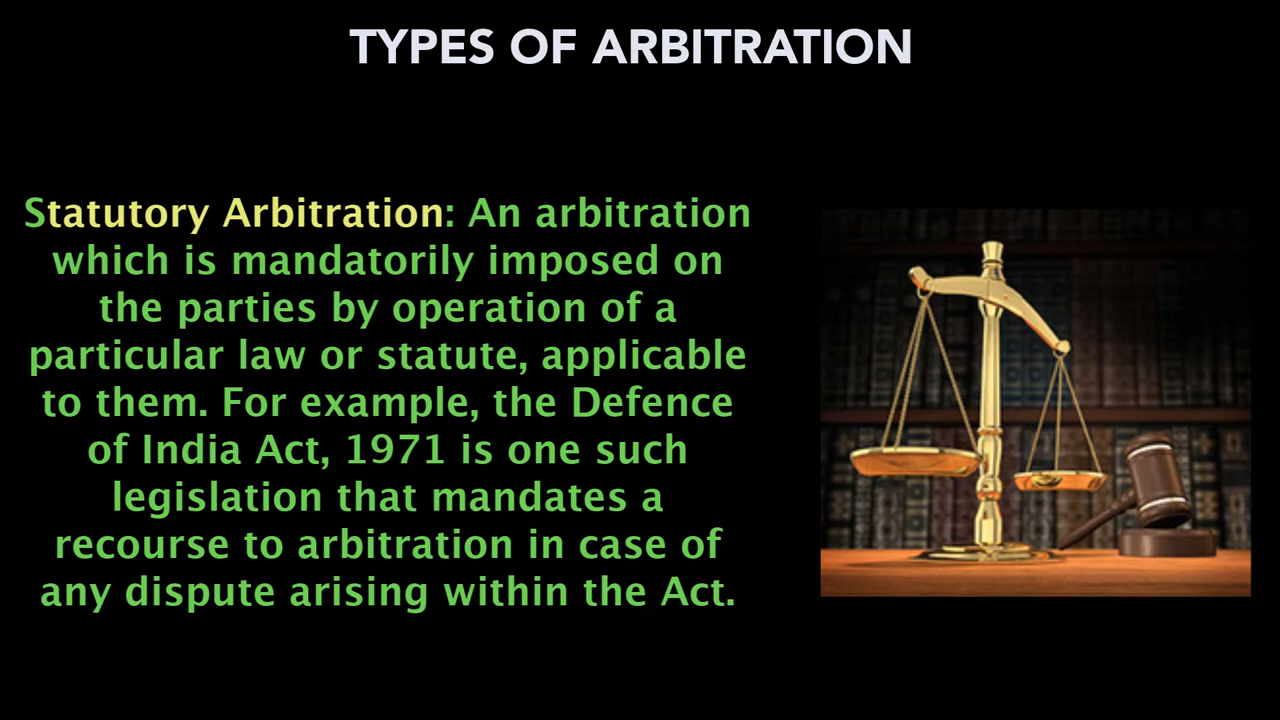 TYPES OF ARBITRATION
Statutory Arbitration: An arbitration
which is mandatorily imposed on
the parties by operation of a
particular law or statute, applicable
to them. For example, the Defence
of India Act, 1971 is one such
legislation that mandates a
recourse to arbitration in case of
any dispute arising within the Act.